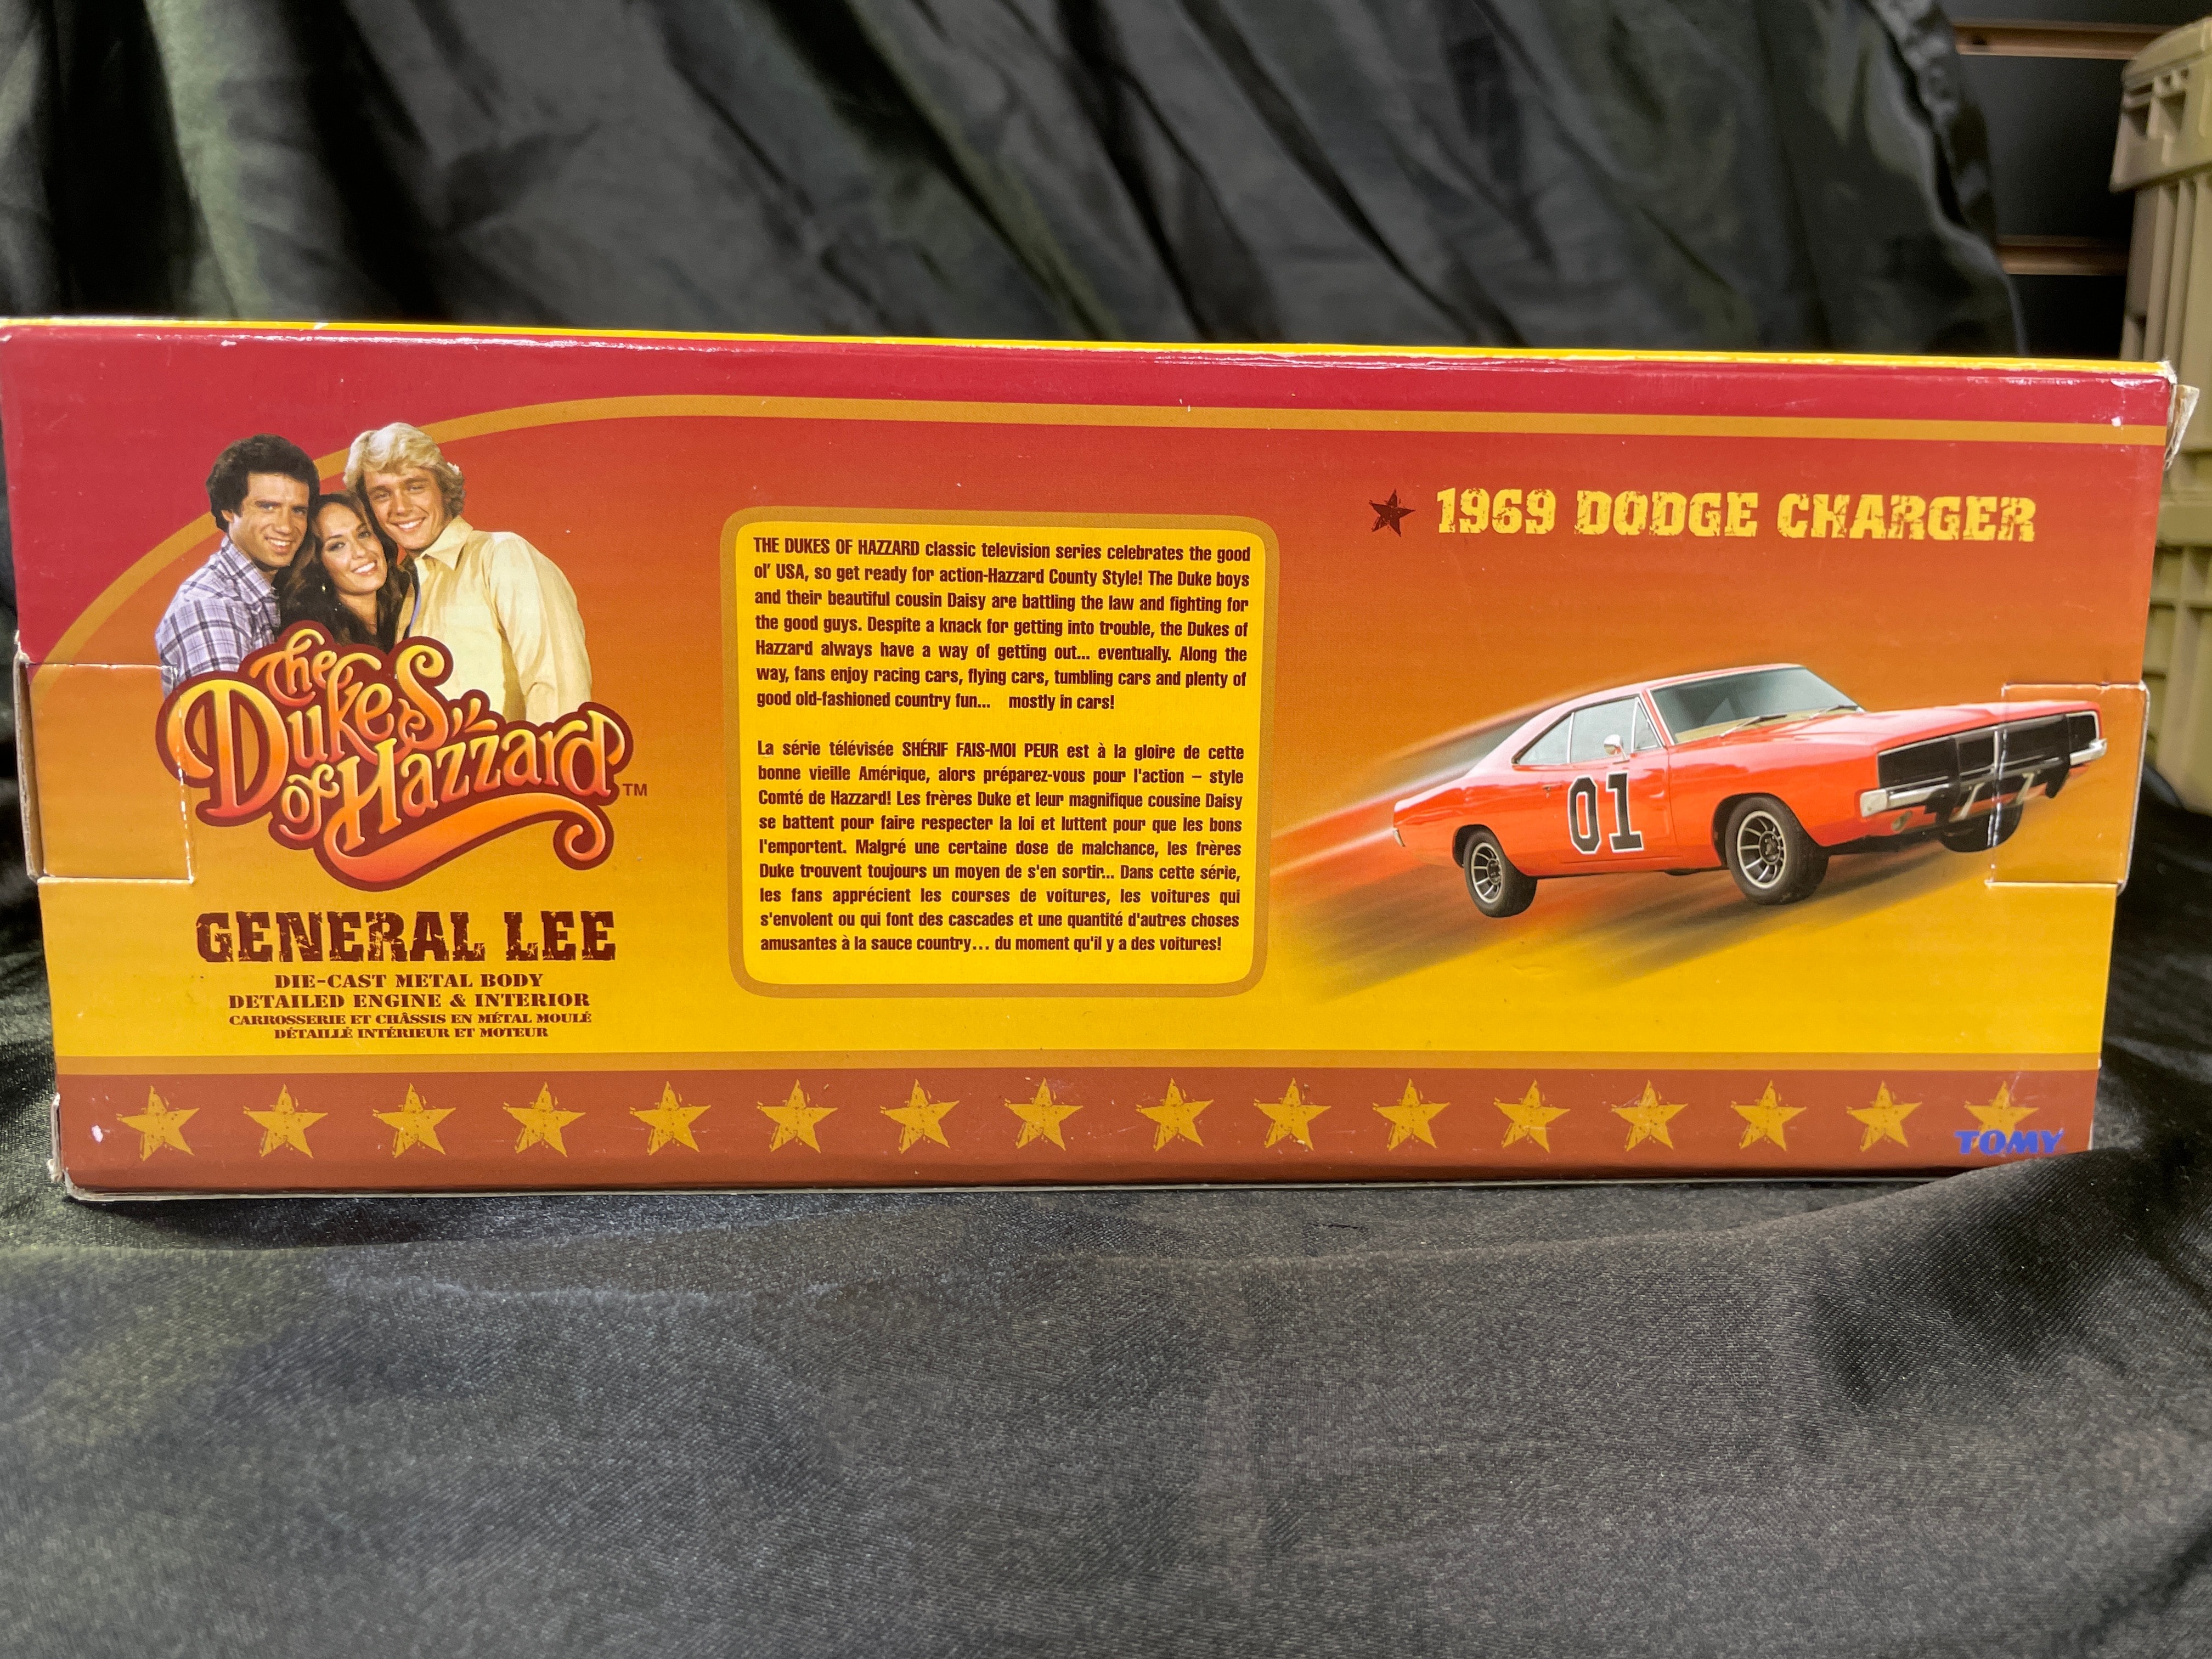 The
Dukes
of Hazzard™
GENERAL LEE
DIE-CAST METAL BODY
DETAILED ENGINE & INTERIOR
CARROSSERIE ET CHÂSSIS EN MÉTAL MOULÉ
DÉTAILLÉ INTÉRIEUR ET MOTEUR
THE DUKES OF HAZZARD classic television series celebrates the good
ol' USA, so get ready for action-Hazzard County Style! The Duke boys
and their beautiful cousin Daisy are battling the law and fighting for
the good guys. Despite a knack for getting into trouble, the Dukes of
Hazzard always have a way of getting out... eventually. Along the
way, fans enjoy racing cars, flying cars, tumbling cars and plenty of
good old-fashioned country fun... mostly in cars!
La série télévisée SHÉRIF FAIS-MOI PEUR est à la gloire de cette
bonne vieille Amérique, alors préparez-vous pour l'action – style
Comté de Hazzard! Les frères Duke et leur magnifique cousine Daisy
se battent pour faire respecter la loi et luttent pour que les bons
l'emportent. Malgré une certaine dose de malchance, les frères
Duke trouvent toujours un moyen de s'en sortir... Dans cette série,
les fans apprécient les courses de voitures, les voitures qui
s'envolent ou qui font des cascades et une quantité d'autres choses
amusantes à la sauce country... du moment qu'il y a des voitures!
1969 DODGE CHARGER
01
TOMY